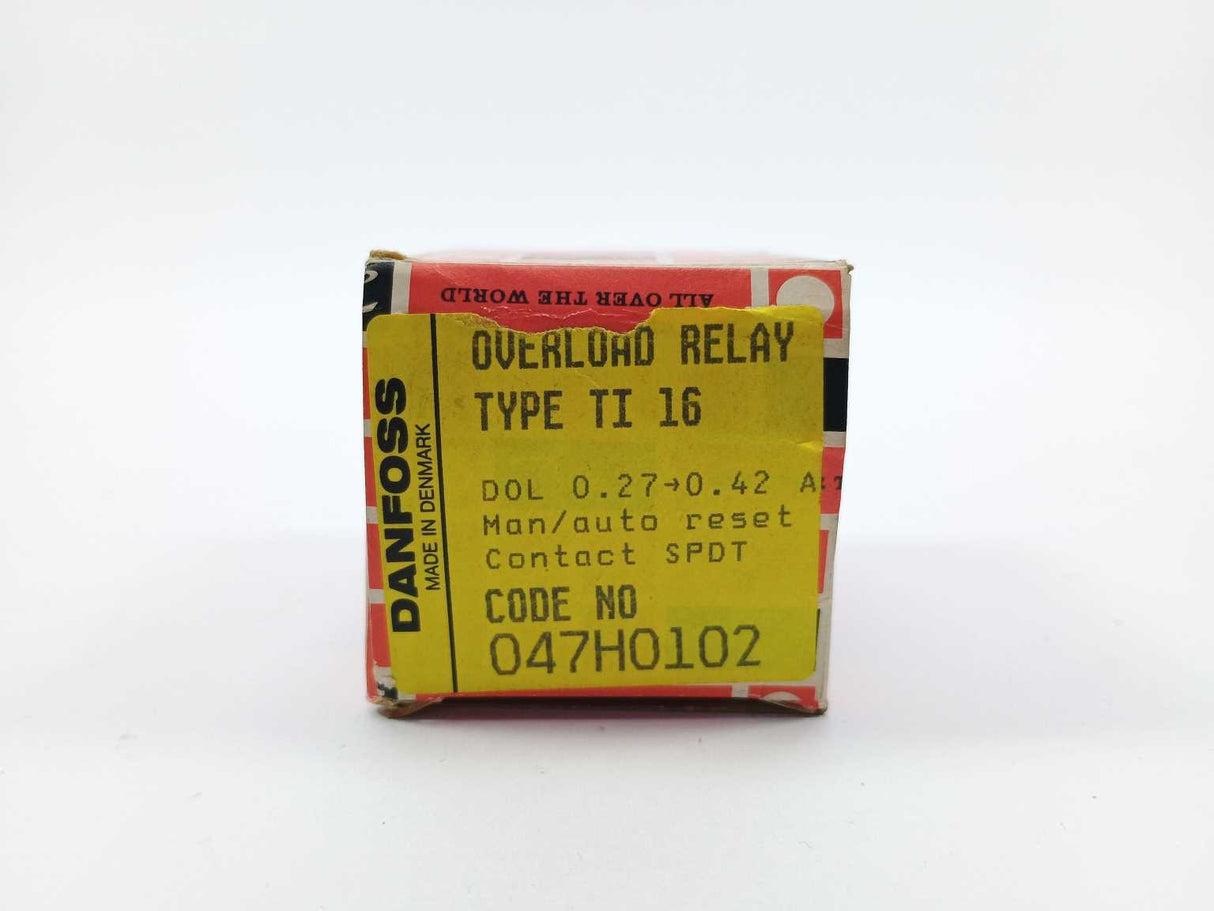 ALL OVER THE WORLD
DANFOSS
MADE IN DENMARK
OVERLOAD RELAY
TYPE TI 16
DOL 0.27→0.42 A
Man/auto reset
Contact SPDT
CODE NO
047H0102